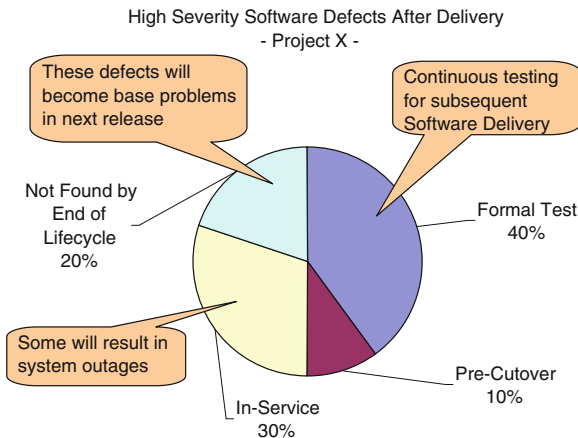 High Severity Software Defects After Delivery
- Project X -
These defects will
become base problems
in next release
Continuous testing
for subsequent
Software Delivery
Not Found by
End of
Lifecycle
20%
Formal Test
40%
Some will result in
system outages
Pre-Cutover
10%
In-Service
30%